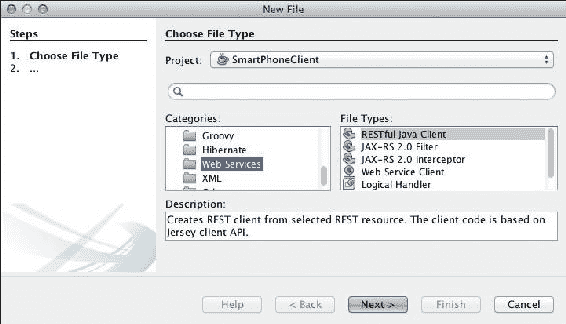 New File
Steps
1. Choose File Type
2. ...
Choose File Type
Project: SmartPhoneClient
Categories:
Groovy
Hibernate
Web Services
XML
File Types:
RESTful Java Client
JAX-RS 2.0 Filter
JAX-RS 2.0 Interceptor
Web Service Client
Logical Handler
Description:
Creates REST client from selected REST resource. The client code is based on
Jersey client API.
Help
< Back
Next >
Finish
Cancel